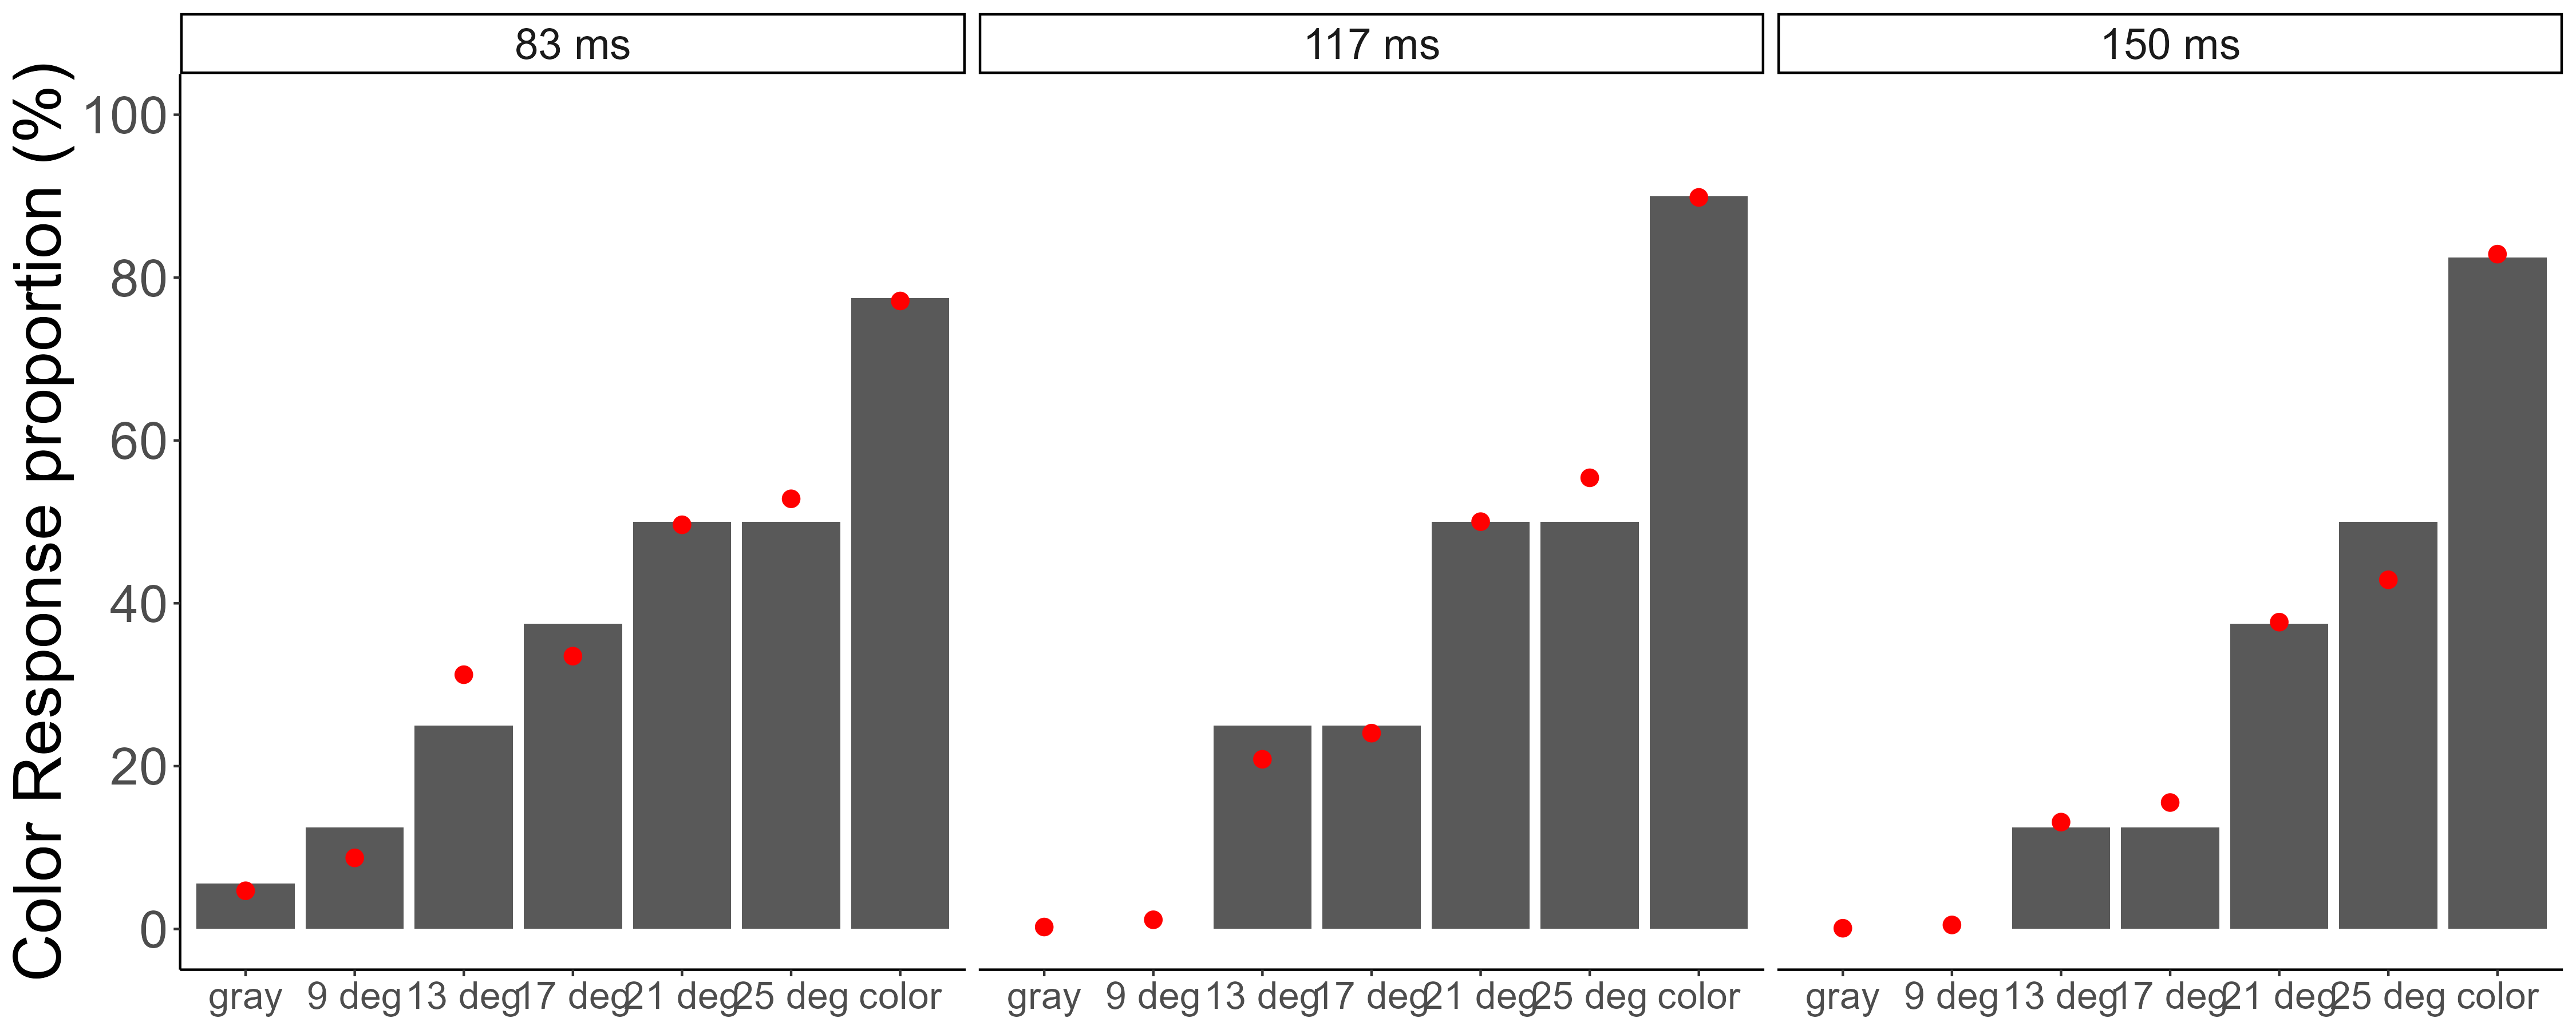 83 ms
117 ms
150 ms
Color Response proportion (%)
100
80
60
40
20
0
gray 9 deg 13 deg 17 deg 21 deg 25 deg color
gray 9 deg 13 deg 17 deg 21 deg 25 deg color
gray 9 deg 13 deg 17 deg 21 deg 25 deg color